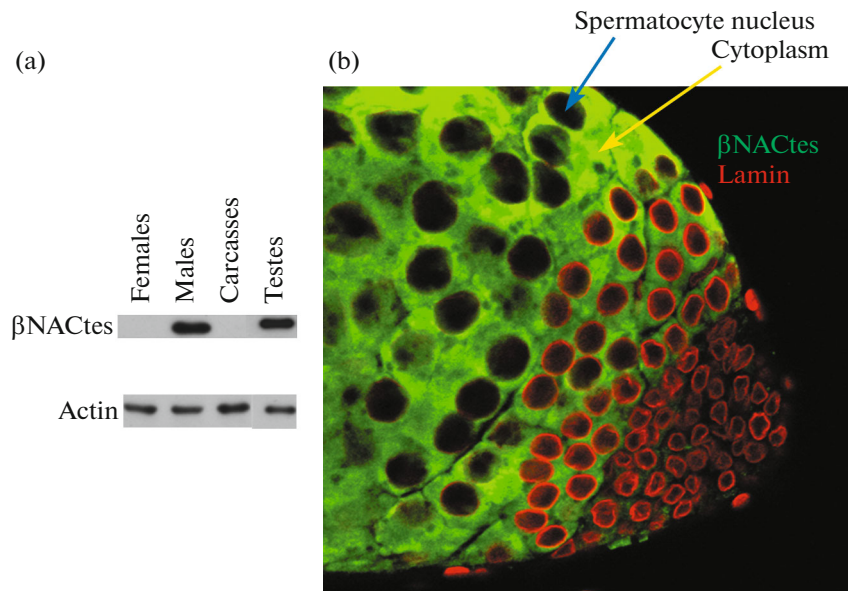 (a)
Females
Males
Carcasses
Testes
βNACtes
Actin
(b)
Spermatocyte nucleus
Cytoplasm
βNACtes
Lamin